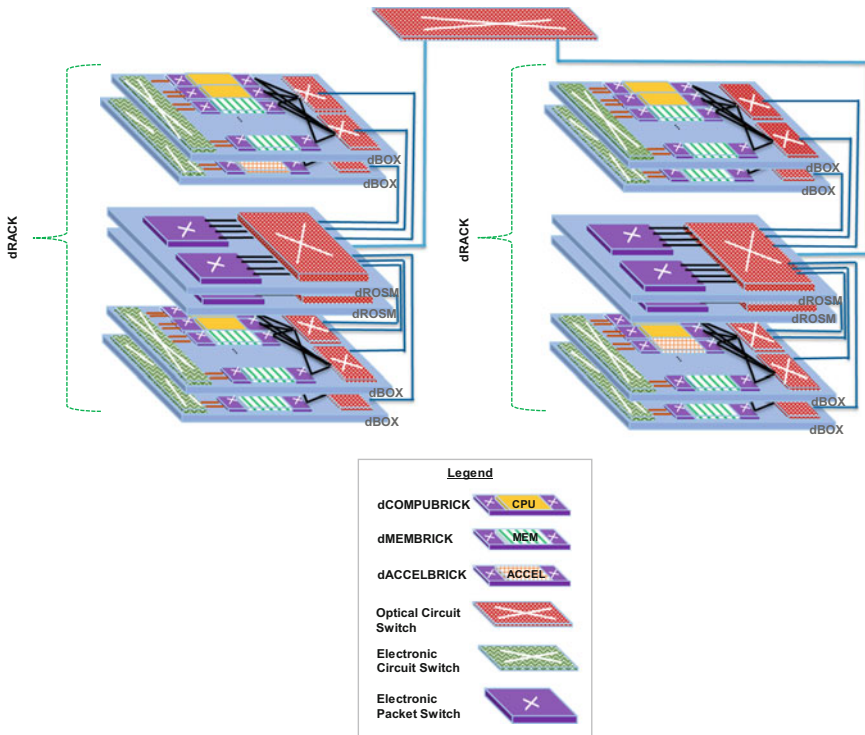 dRACK
dBOX
dBOX
dROSM
dROSM
dBOX
dBOX
dRACK
dBOX
dBOX
dROSM
dROSM
dBOX
dBOX
Legend
dCOMPUBRICK
CPU
dMEMBRICK
MEM
dACCELBRICK
ACCEL
Optical Circuit
Switch
Electronic
Circuit Switch
Electronic
Packet Switch